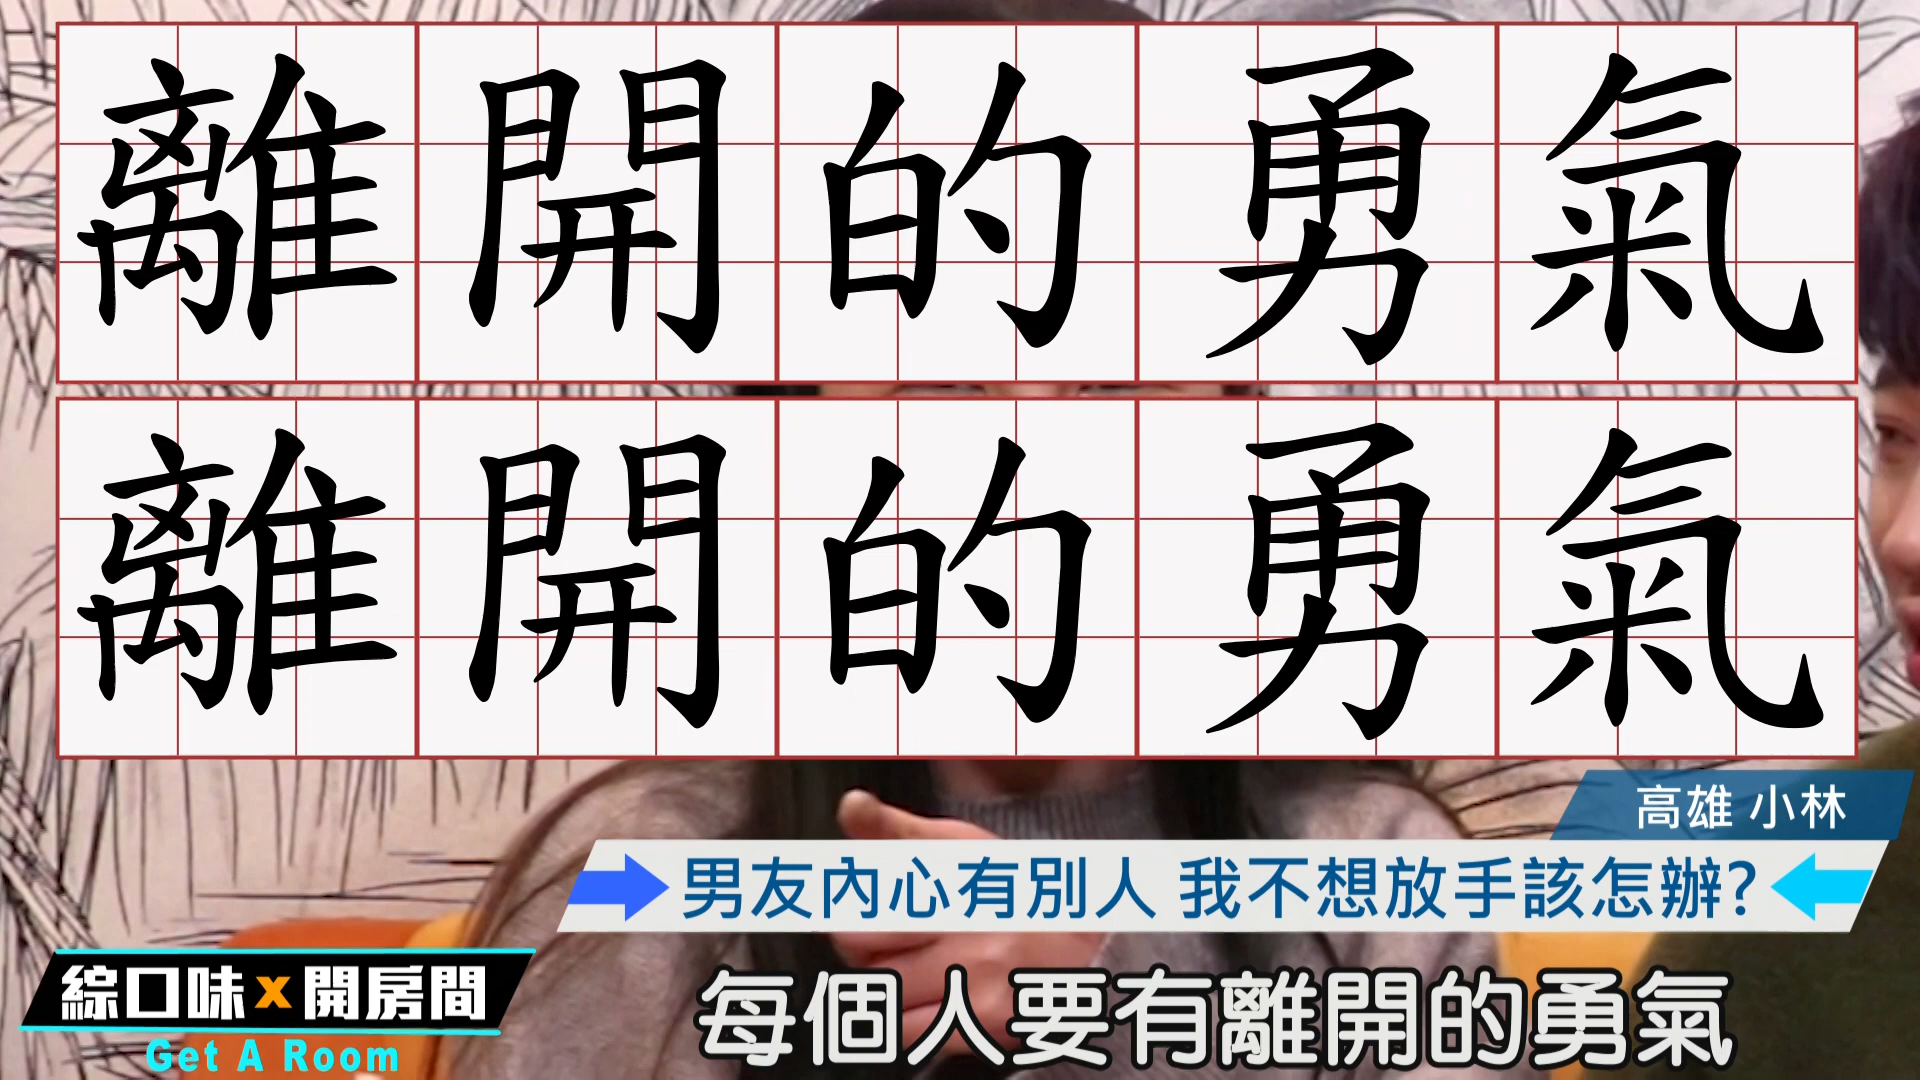 離開的勇氣
離開的勇氣
高雄 小林
男友內心有別人 我不想放手該怎辦?
綜口味x開房間
Get A Room
每個人要有離開的勇氣